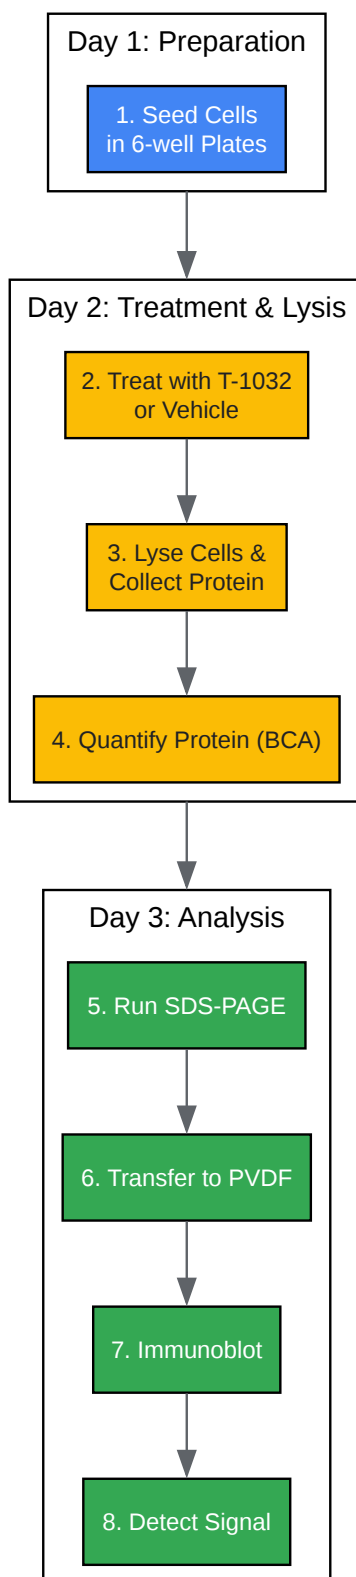 Day 1: Preparation
1. Seed Cells
in 6-well Plates
Day 2: Treatment & Lysis
2. Treat with T-1032
or Vehicle
3. Lyse Cells &
Collect Protein
4. Quantify Protein (BCA)
Day 3: Analysis
5. Run SDS-PAGE
6. Transfer to PVDF
7. Immunoblot
8. Detect Signal